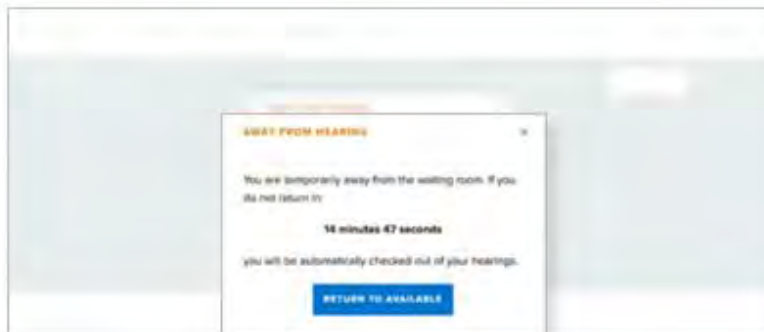 AWAY FROM HEARING
×
You are temporarily away from the waiting room. If you
do not return in:
14 minutes 47 seconds
you will be automatically checked out of your hearings.
RETURN TO AVAILABLE